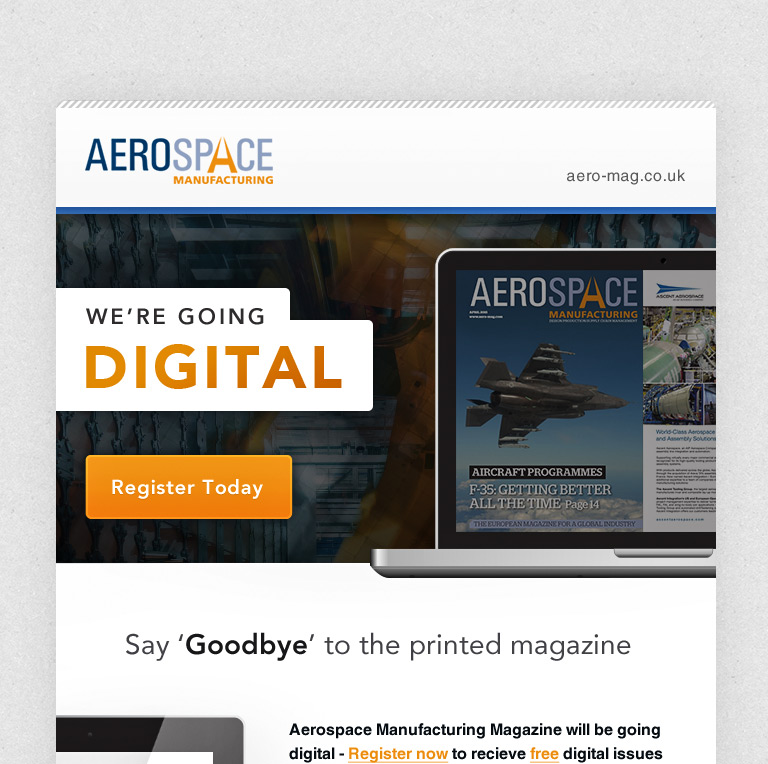 AEROSPACE
MANUFACTURING
aero-mag.co.uk
WE'RE GOING
DIGITAL
Register Today
AEROSPACE
MANUFACTURING
ASCENT AEROSPACE
World-Class Aerospace
and Assembly Solutions
AIRCRAFT PROGRAMMES
F-35: GETTING BETTER
ALL THE TIME Page 14
THE EUROPEAN MAGAZINE FOR A GLOBAL INDUSTRY
Say ‘Goodbye’ to the printed magazine
Aerospace Manufacturing Magazine will be going
digital - Register now to recieve free digital issues